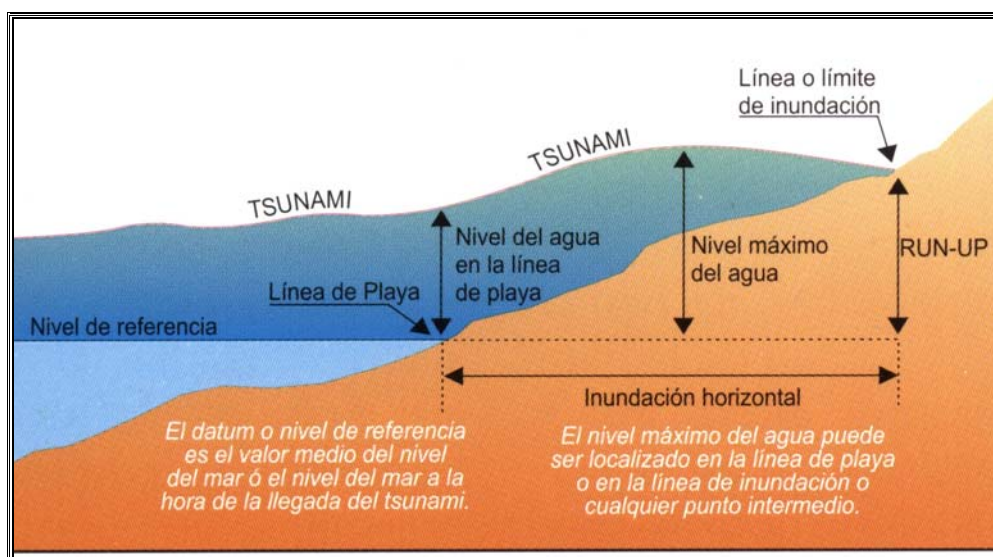 Línea o límite
de inundación
TSUNAMI
TSUNAMI
Nivel del agua
en la línea
de playa
Nivel máximo
del agua
RUN-UP
Línea de Playa
Nivel de referencia
Inundación horizontal
El datum o nivel de referencia
es el valor medio del nivel
del mar ó el nivel del mar a la
hora de la llegada del tsunami.
El nivel máximo del agua puede
ser localizado en la línea de playa
o en la línea de inundación o
cualquier punto intermedio.